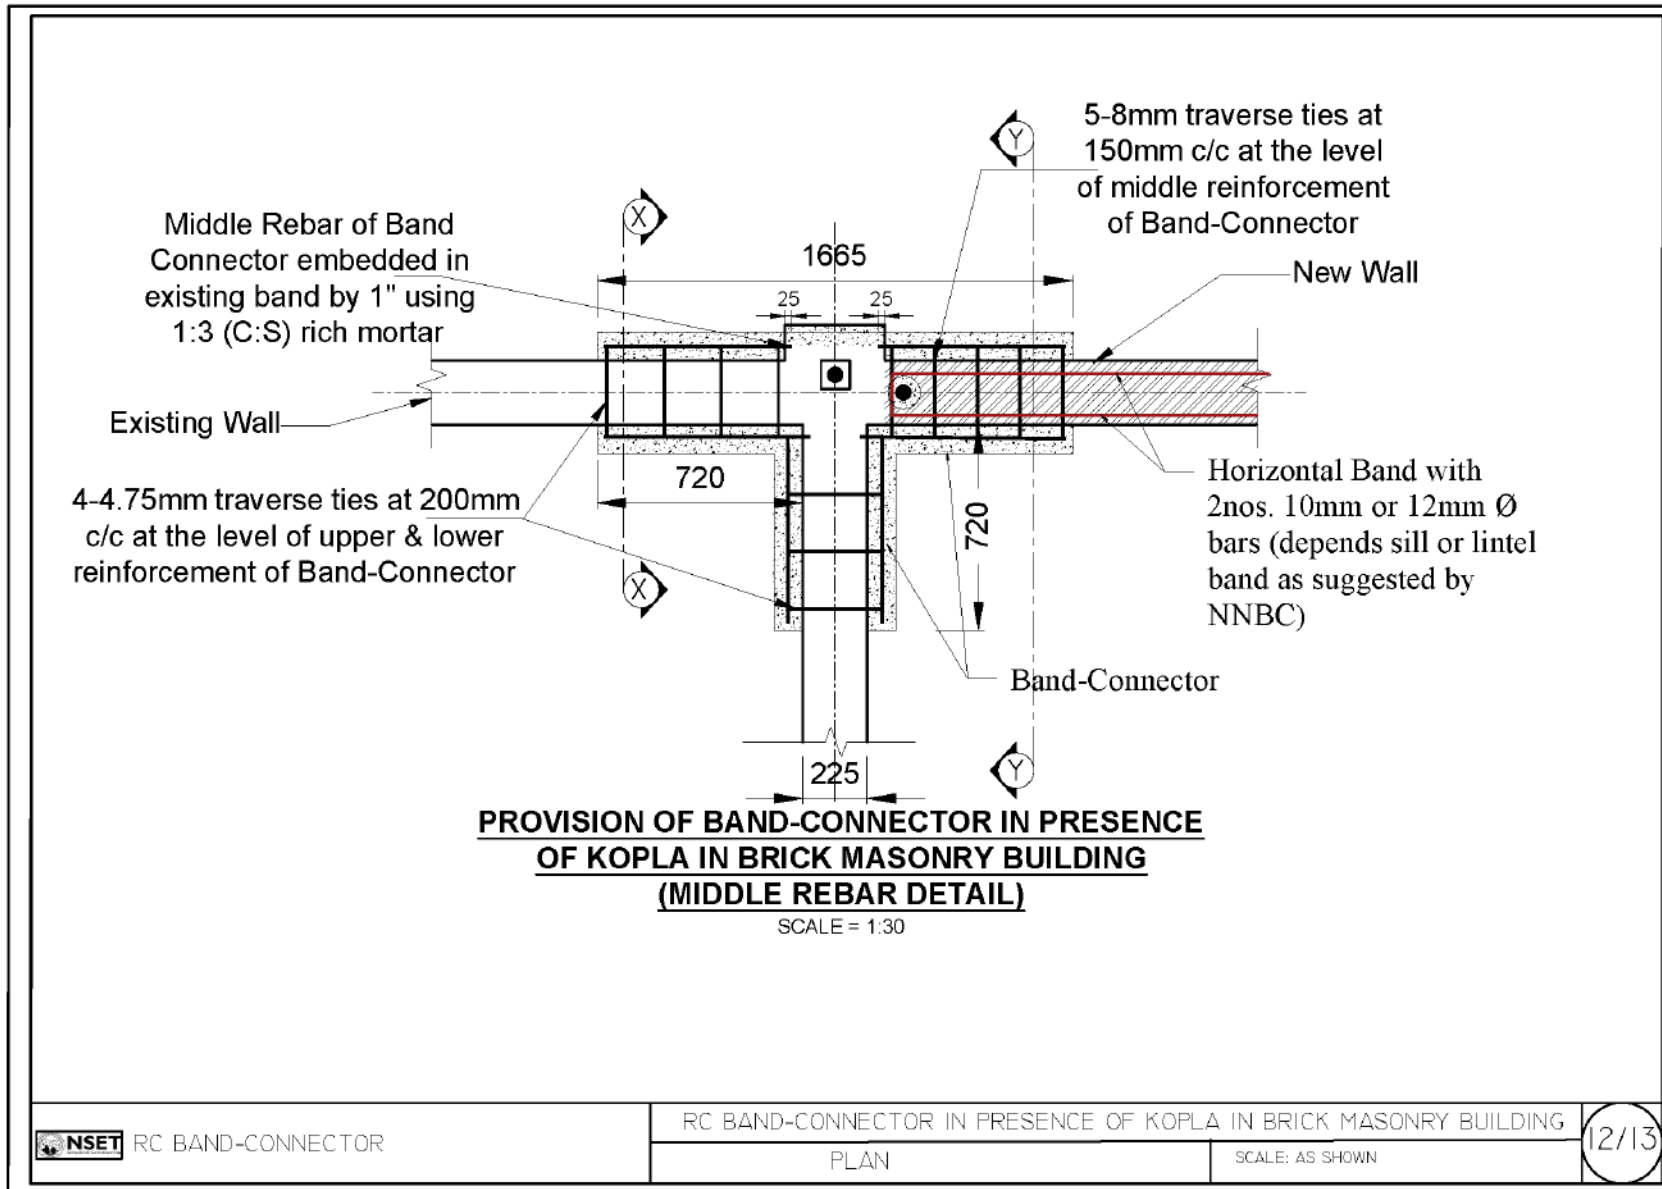 5-8mm traverse ties at
150mm c/c at the level
of middle reinforcement
of Band-Connector
Y
X
Middle Rebar of Band
Connector embedded in
existing band by 1" using
1:3 (C:S) rich mortar
1665
25
25
New Wall
Existing Wall
720
4-4.75mm traverse ties at 200mm
c/c at the level of upper & lower
reinforcement of Band-Connector
720
Horizontal Band with
2nos. 10mm or 12mm Ø
bars (depends sill or lintel
band as suggested by
NNBC)
X
Band-Connector
Y
225
PROVISION OF BAND-CONNECTOR IN PRESENCE
OF KOPLA IN BRICK MASONRY BUILDING
(MIDDLE REBAR DETAIL)
SCALE = 1:30
NSET
RC BAND-CONNECTOR
RC BAND-CONNECTOR IN PRESENCE OF KOPLA IN BRICK MASONRY BUILDING
PLAN
SCALE: AS SHOWN
12/13